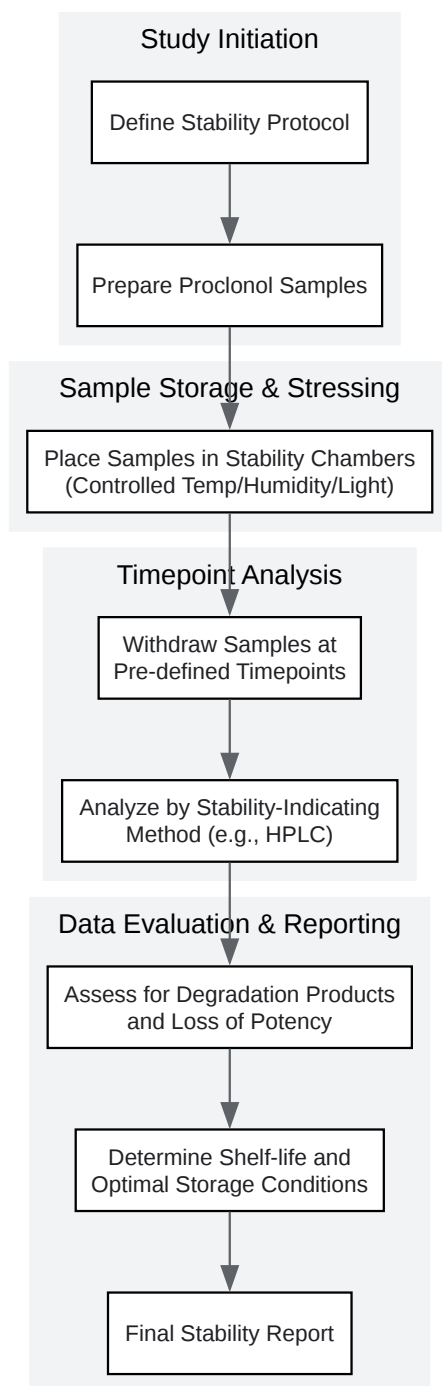 Study Initiation
Define Stability Protocol
Prepare Proclonol Samples
Sample Storage & Stressing
Place Samples in Stability Chambers
(Controlled Temp/Humidity/Light)
Timepoint Analysis
Withdraw Samples at
Pre-defined Timepoints
Analyze by Stability-Indicating
Method (e.g., HPLC)
Data Evaluation & Reporting
Assess for Degradation Products
and Loss of Potency
Determine Shelf-life and
Optimal Storage Conditions
Final Stability Report